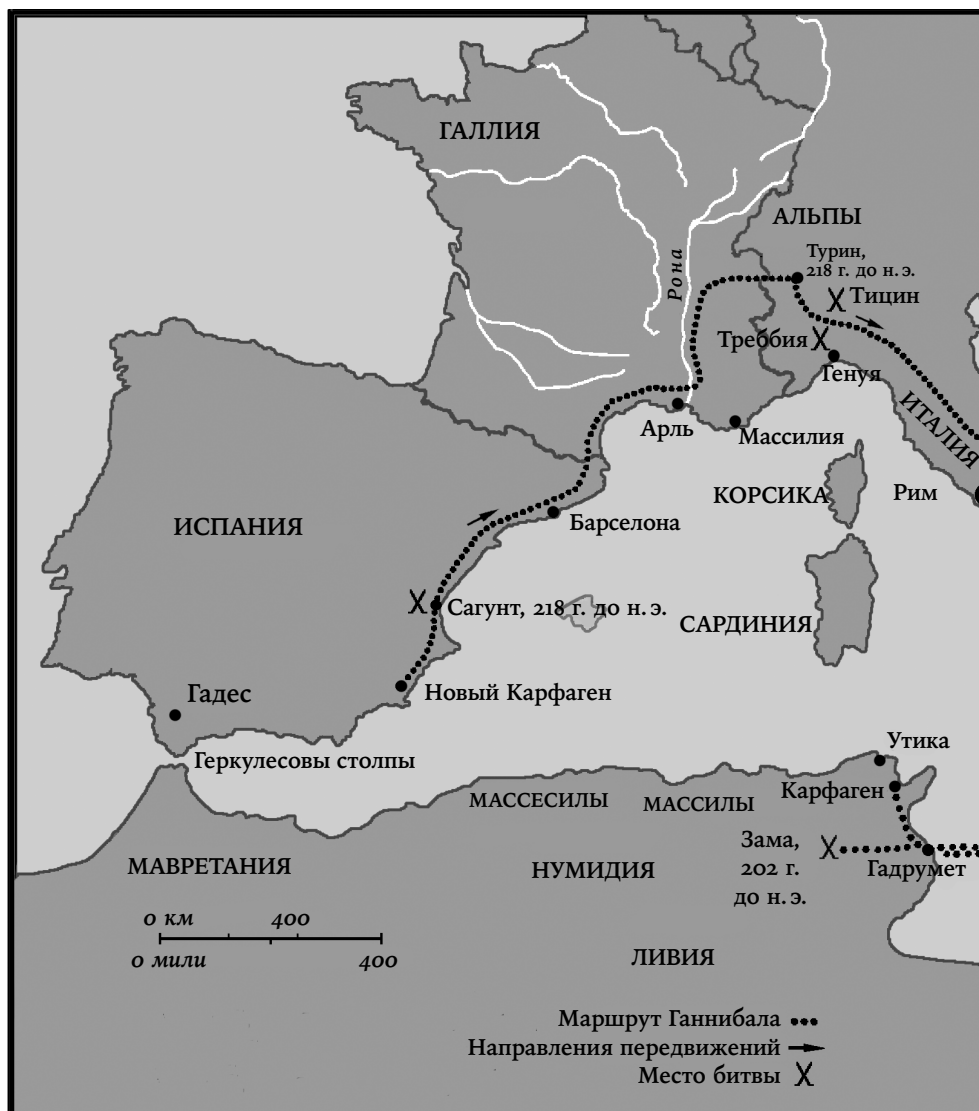 ГАЛЛИЯ
АЛЬПЫ
Турин,
218 г. до н. э.
Рона
Тицин
Треббия
Генуя
Арль
Массилия
ИТАЛИЯ
КОРСИКА
Рим
ИСПАНИЯ
Барселона
Сагунт, 218 г. до н. э.
САРДИНИЯ
Гадес
Новый Карфаген
Геркулесовы столпы
Утика
МАССЕСИЛЫ
МАССИЛЫ
Карфаген
Зама,
202 г.
до н. э.
МАВРЕТАНИЯ
НУМИДИЯ
Гадрумет
0 км 400
0 мили 400
ЛИВИЯ
Маршрут Ганнибала
Направления передвижений
Место битвы